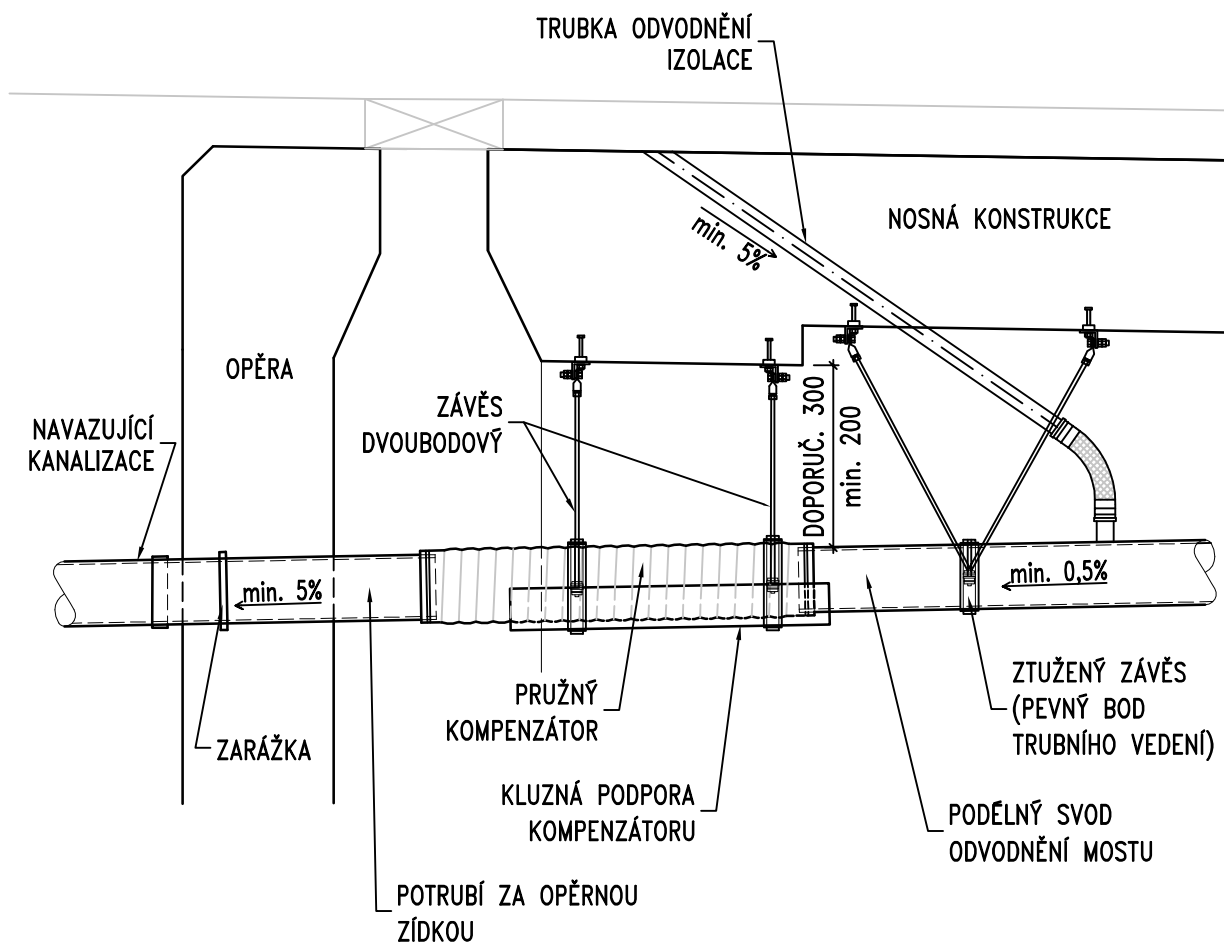 TRUBKA ODVODNĚNÍ
IZOLACE
NOSNÁ KONSTRUKCE
min. 5%
OPĚRA
ZÁVĚS
DVOUBODOVÝ
DOPORUČ. 300
min. 200
NAVAZUJÍCÍ
KANALIZACE
min. 5%
min. 0,5%
PRUŽNÝ
KOMPENZÁTOR
ZTUŽENÝ ZÁVĚS
(PEVNÝ BOD
TRUBNÍHO VEDENÍ)
ZARÁŽKA
KLUZNÁ PODPORA
KOMPENZÁTORU
PODÉLNÝ SVOD
ODVODNĚNÍ MOSTU
POTRUBÍ ZA OPĚRNOU
ZÍDKOU